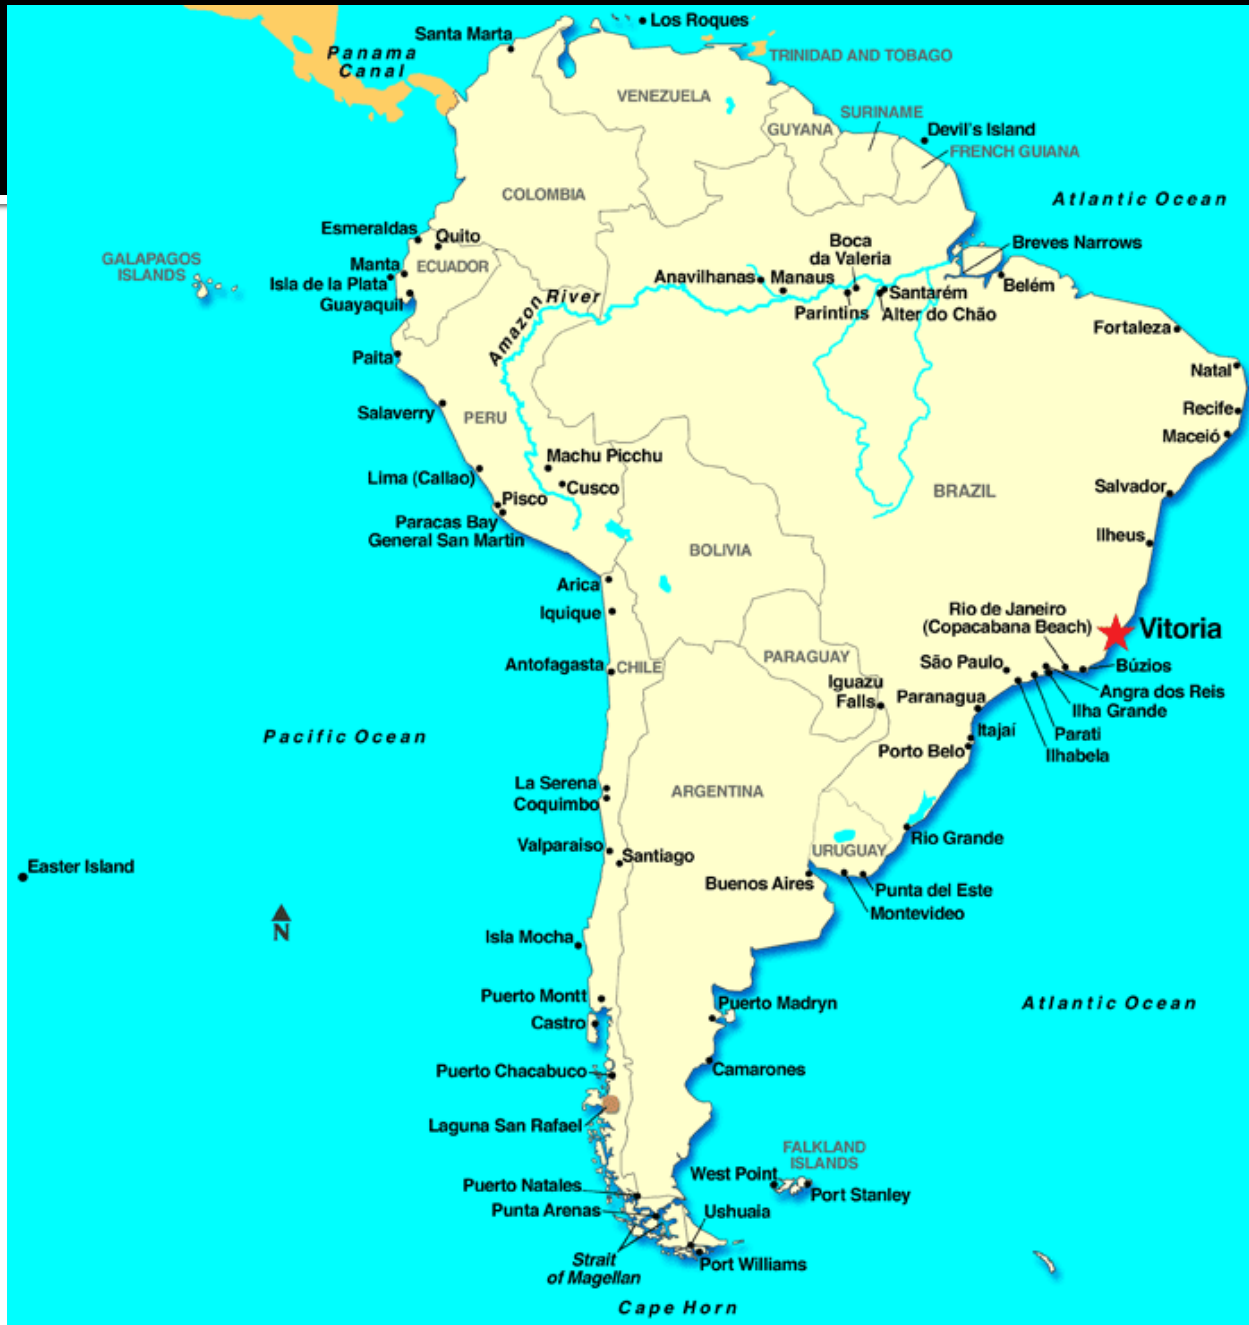 Los Roques
Santa Marta
Panama
Canal
TRINIDAD AND TOBAGO
VENEZUELA
SURINAME
GUYANA
Devil's Island
FRENCH GUIANA
COLOMBIA
Atlantic Ocean
Esmeraldas
Quito
Breves Narrows
GALAPAGOS
ISLANDS
Manta
ECUADOR
Boca
da Valeria
Isla de la Plata
Anavilhanas
Manaus
Belém
Guayaquil
Amazon River
Santarém
Parintins
Alter do Chão
Fortaleza
Paita
Natal
Salaverry
PERU
Recife
Maceió
Machu Picchu
Lima (Callao)
Cusco
BRAZIL
Salvador
Pisco
Paracas Bay
General San Martin
Ilheus
BOLIVIA
Arica
Iquique
Rio de Janeiro
(Copacabana Beach)
Vitoria
Antofagasta
CHILE
PARAGUAY
São Paulo
Búzios
Iguazu
Falls
Paranagua
Angra dos Reis
Ilha Grande
Pacific Ocean
Itajaí
Parati
Porto Belo
Ilhabela
La Serena
Coquimbo
ARGENTINA
Valparaiso
Santiago
URUGUAY
Rio Grande
Easter Island
Buenos Aires
Punta del Este
Montevideo
N
Isla Mocha
Puerto Montt
Puerto Madryn
Atlantic Ocean
Castro
Puerto Chacabuco
Camarones
Laguna San Rafael
FALKLAND
ISLANDS
West Point
Puerto Natales
Port Stanley
Punta Arenas
Ushuaia
Strait
of Magellan
Port Williams
Cape Horn